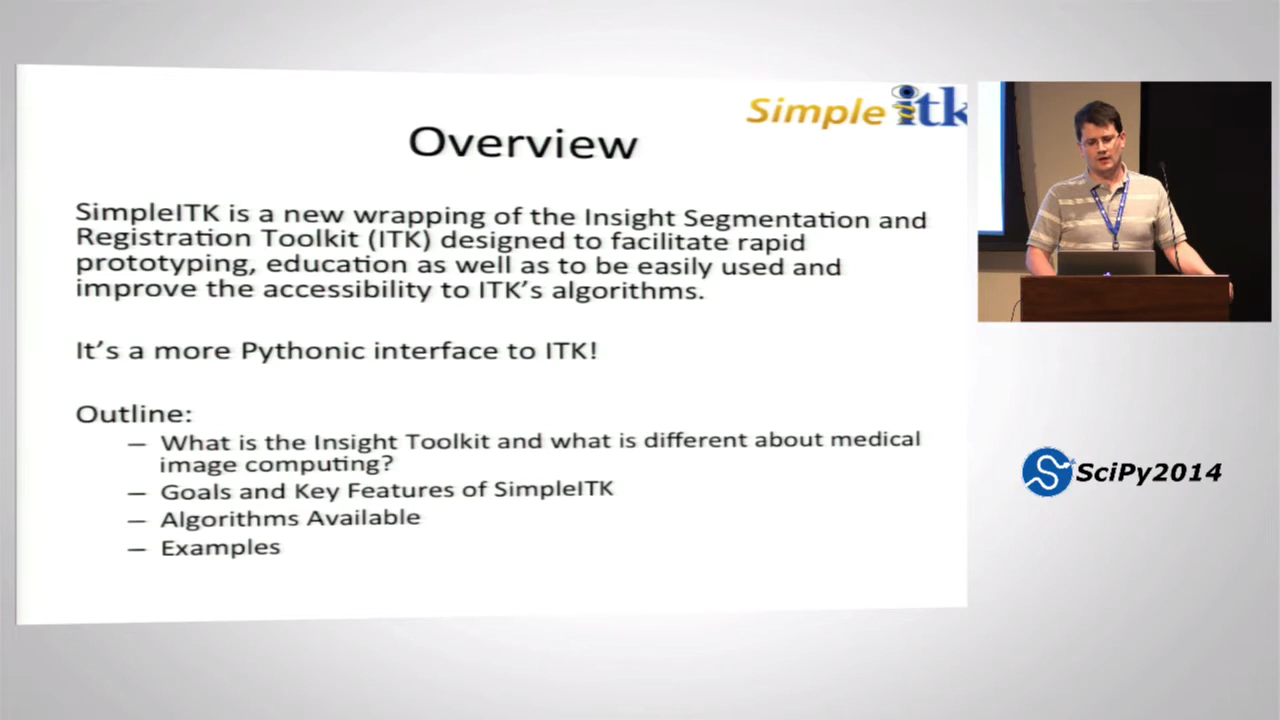 Simple itk
Overview
SimpleITK is a new wrapping of the Insight Segmentation and
Registration Toolkit (ITK) designed to facilitate rapid
prototyping, education as well as to be easily used and
improve the accessibility to ITK’s algorithms.
It’s a more Pythonic interface to ITK!
Outline:
— What is the Insight Toolkit and what is different about medical
image computing?
— Goals and Key Features of SimpleITK
— Algorithms Available
— Examples
SciPy2014